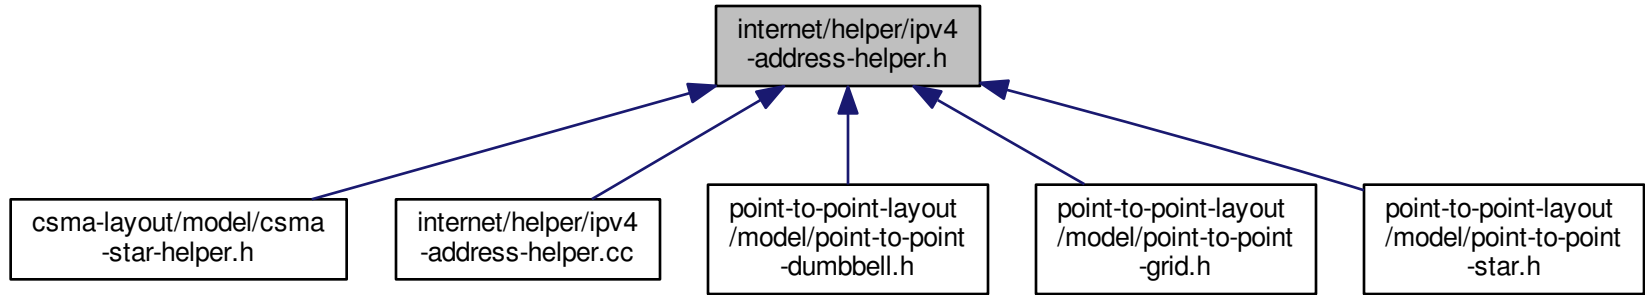 internet/helper/ipv4
-address-helper.h
csma-layout/model/csma
-star-helper.h
internet/helper/ipv4
-address-helper.cc
point-to-point-layout
/model/point-to-point
-dumbbell.h
point-to-point-layout
/model/point-to-point
-grid.h
point-to-point-layout
/model/point-to-point
-star.h